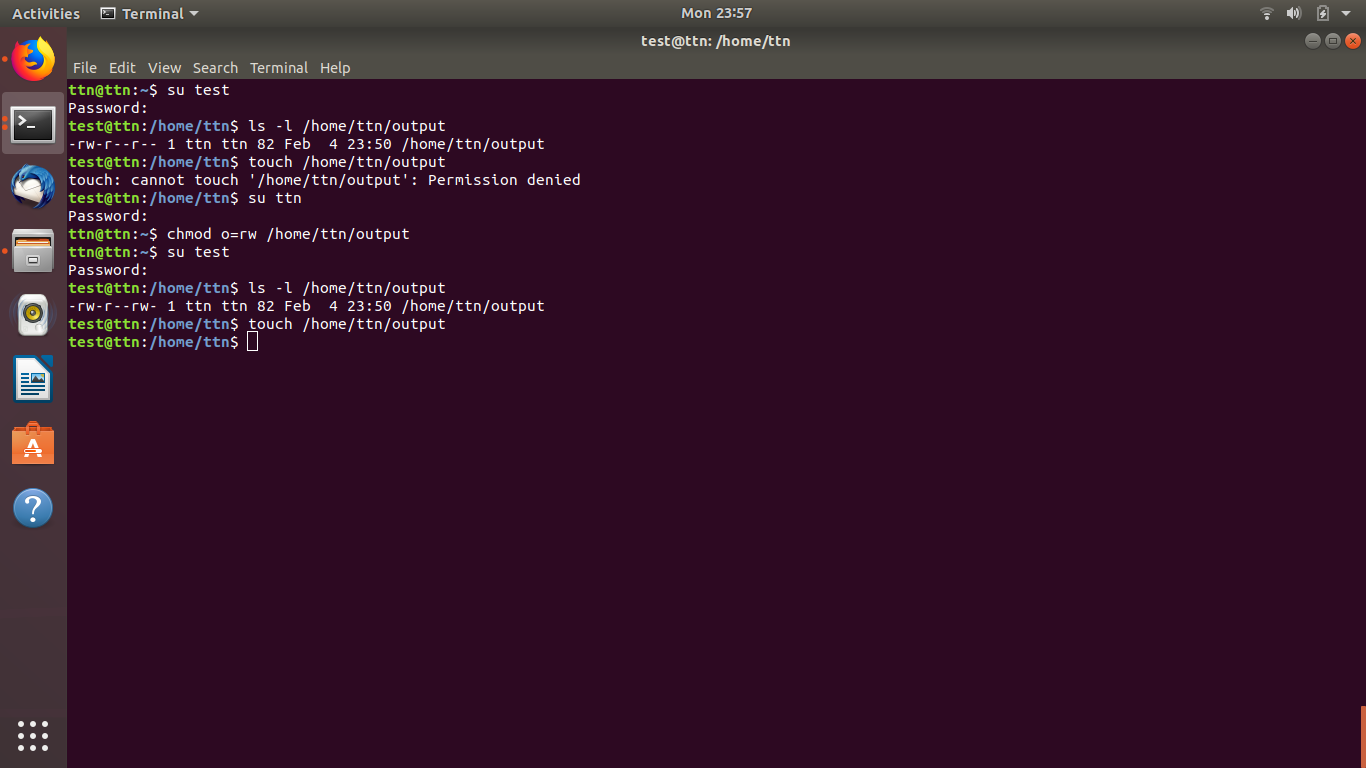 Activities Terminal Mon 23:57
test@ttn: /home/ttn
File Edit View Search Terminal Help
ttn@ttn:~$ su test
Password:
test@ttn:/home/ttn$ ls -l /home/ttn/output
-rw-r--r-- 1 ttn ttn 82 Feb  4 23:50 /home/ttn/output
test@ttn:/home/ttn$ touch /home/ttn/output
touch: cannot touch '/home/ttn/output': Permission denied
test@ttn:/home/ttn$ su ttn
Password:
ttn@ttn:~$ chmod o=rw /home/ttn/output
ttn@ttn:~$ su test
Password:
test@ttn:/home/ttn$ ls -l /home/ttn/output
-rw-r--rw- 1 ttn ttn 82 Feb  4 23:50 /home/ttn/output
test@ttn:/home/ttn$ touch /home/ttn/output
test@ttn:/home/ttn$